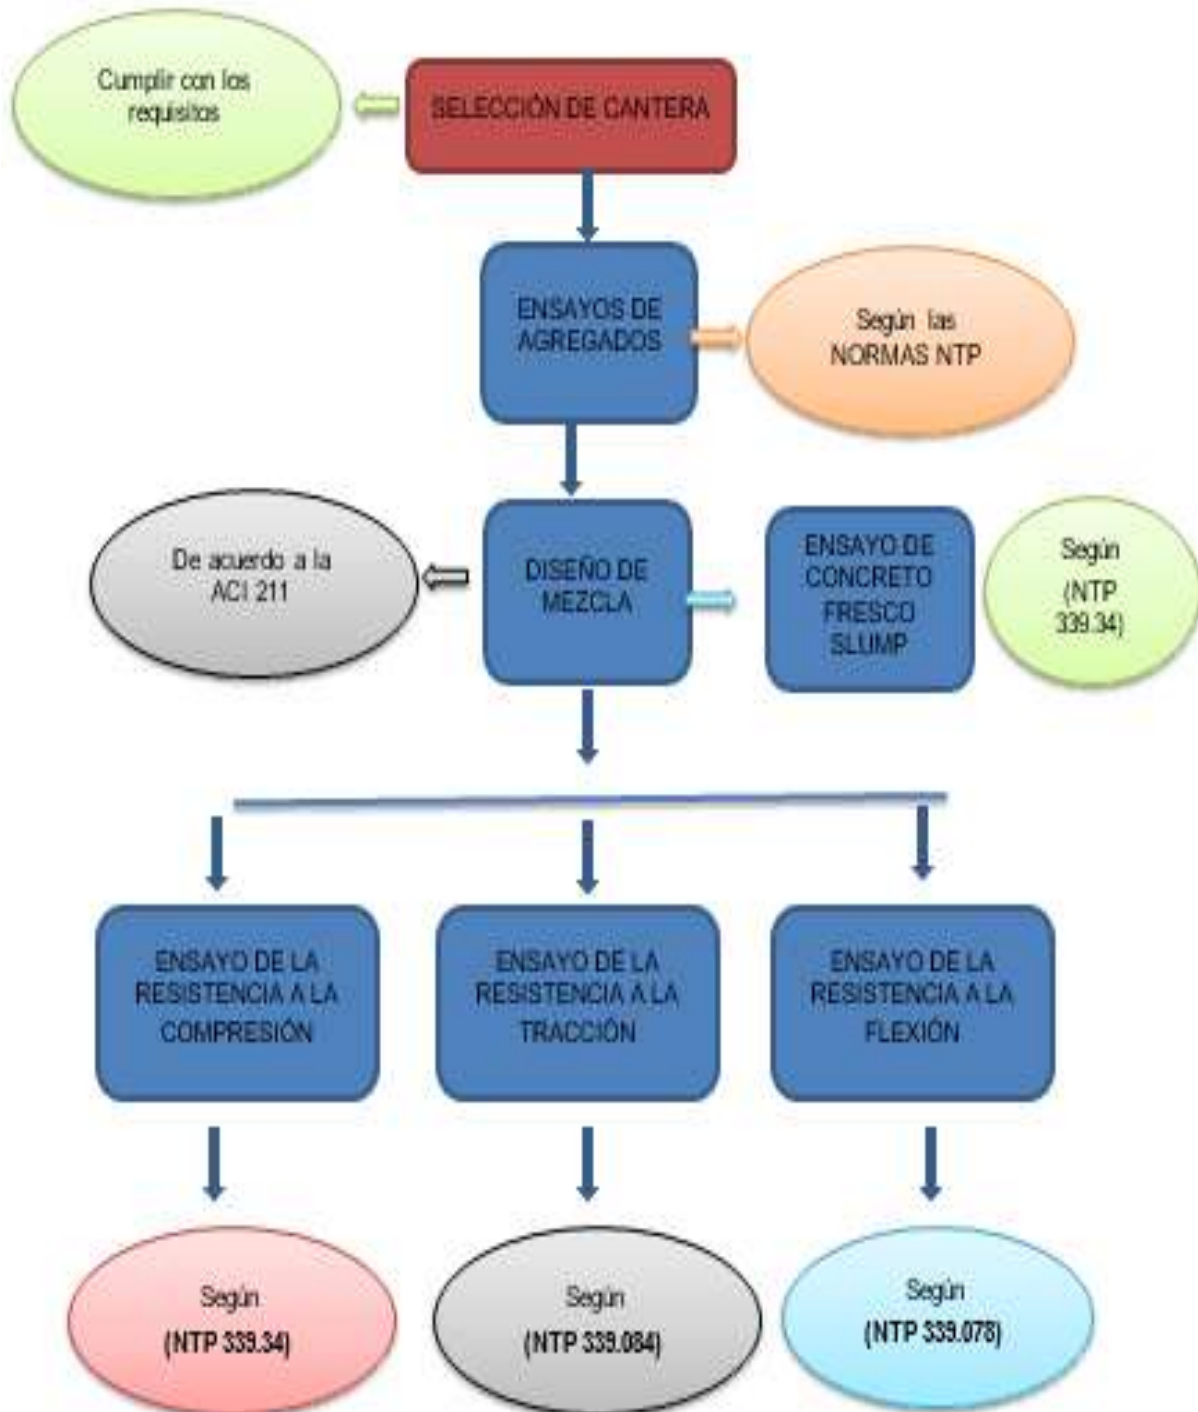 Cumplir con los
requisitos
SELECCIÓN DE CANTERA
ENSAYOS DE
AGREGADOS
Según las
NORMAS NTP
De acuerdo a la
ACI 211
DISEÑO DE
MEZCLA
ENSAYO DE
CONCRETO
FRESCO
SLUMP
Según
(NTP
339.34)
ENSAYO DE LA
RESISTENCIA A LA
COMPRESIÓN
ENSAYO DE LA
RESISTENCIA A LA
TRACCIÓN
ENSAYO DE LA
RESISTENCIA A LA
FLEXIÓN
Según
(NTP 339.34)
Según
(NTP 339.084)
Según
(NTP 339.078)